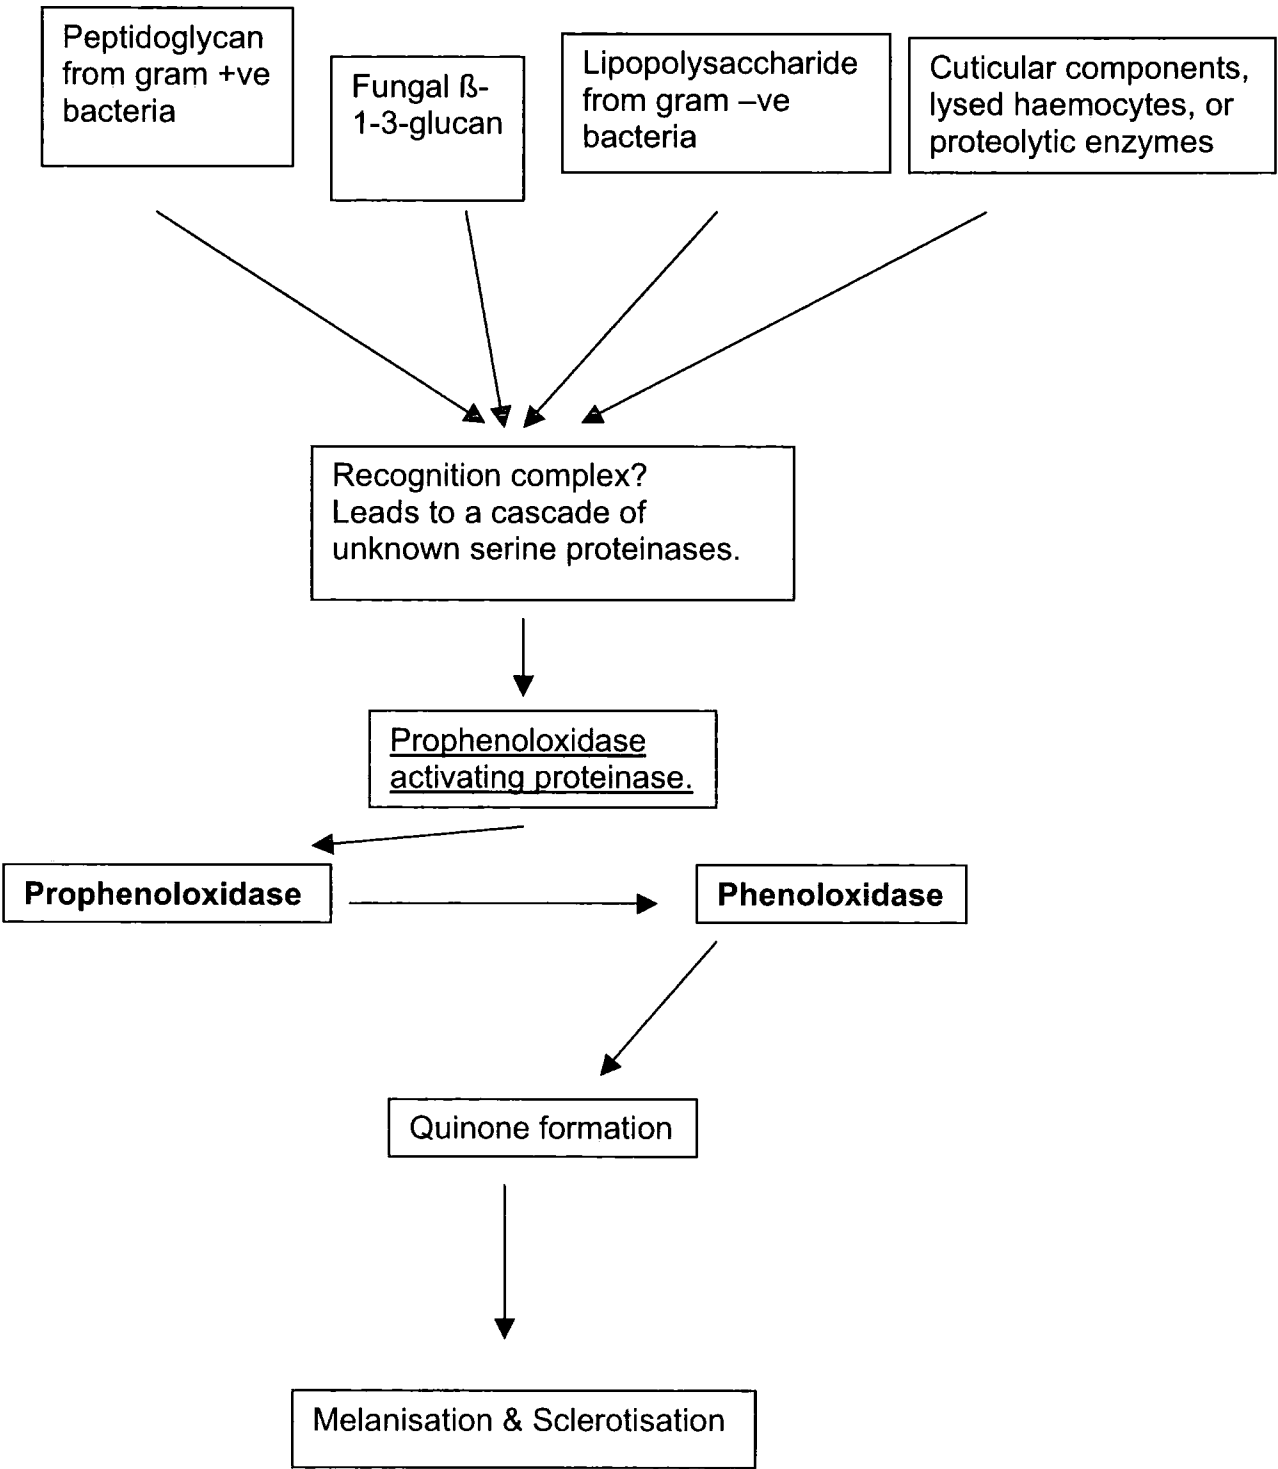 Peptidoglycan
from gram +ve
bacteria
Fungal ß-
1-3-glucan
Lipopolysaccharide
from gram –ve
bacteria
Cuticular components,
lysed haemocytes, or
proteolytic enzymes
Recognition complex?
Leads to a cascade of
unknown serine proteinases.
Prophenoloxidase
activating proteinase.
Prophenoloxidase
Phenoloxidase
Quinone formation
Melanisation & Sclerotisation